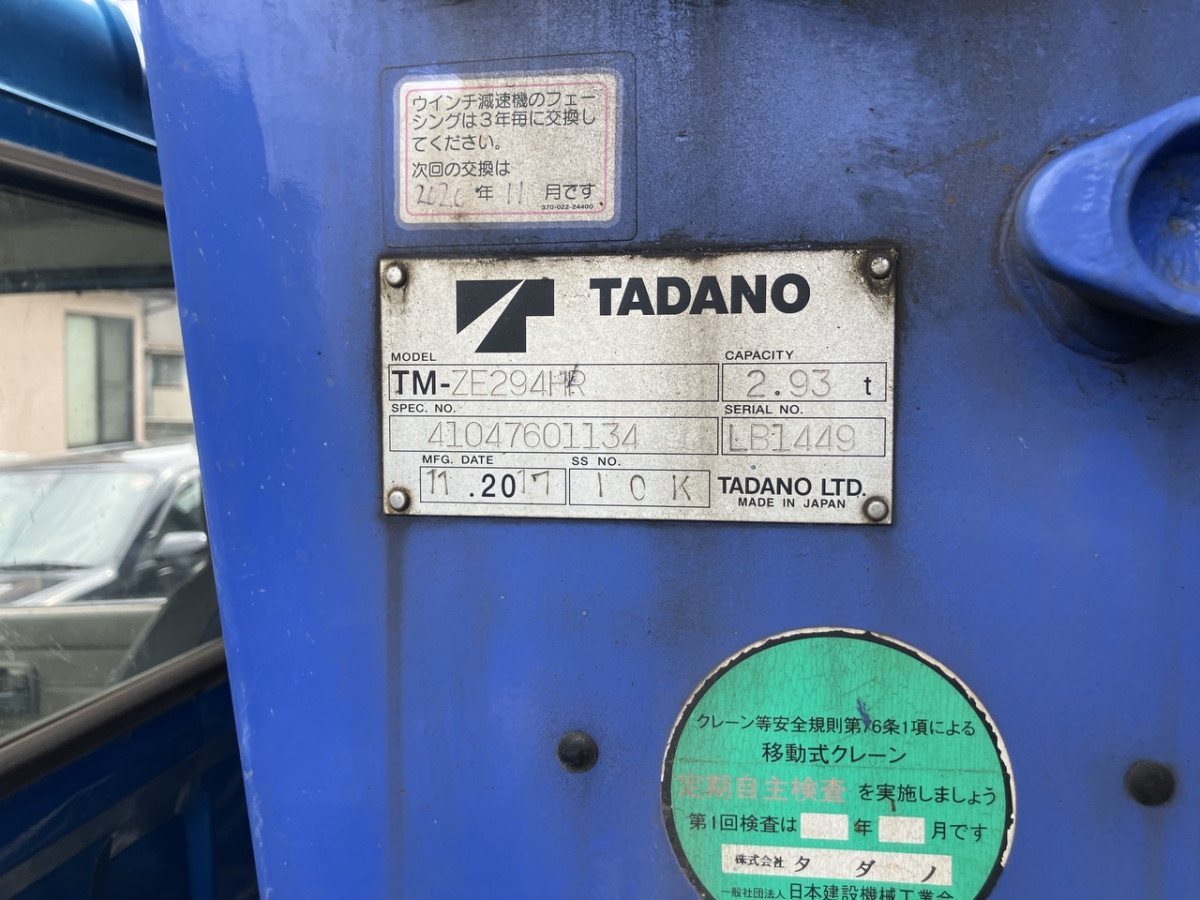 ウインチ減速機のフェー
シングは3年毎に交換し
てください。
次回の交換は
2020年 11月です
370-022-24400
TADANO
MODEL
CAPACITY
TM-ZE294HR
2.93 t
SPEC. NO.
SERIAL NO.
41047601134
LB1449
MFG. DATE
SS NO.
11.2017
10K
TADANO LTD.
MADE IN JAPAN
クレーン等安全規則第76条1項による
移動式クレーン
定期自主検査を実施しましょう
第1回検査は 年 月です
株式会社 タダノ
一般社団法人 日本建設機械工業会